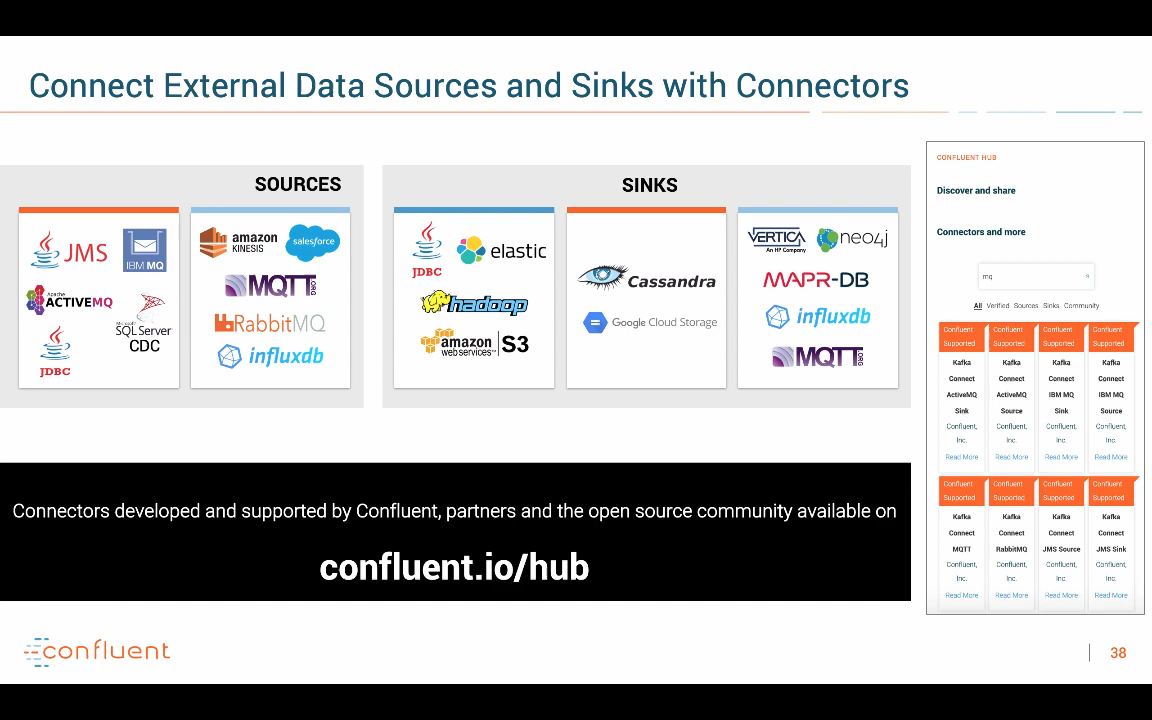 Connect External Data Sources and Sinks with Connectors
SOURCES
JMS
IBM MQ
Apache
ACTIVEMQ
Microsoft
SQL Server
CDC
JDBC
amazon
KINESIS
salesforce
MQTT.ORG
RabbitMQ
influxdb
SINKS
JDBC
elastic
hadoop
amazon
web services™
S3
Cassandra
Google Cloud Storage
VERTICA
An HP Company
neo4j
MAPR-DB
influxdb
MQTT.ORG
CONFLUENT HUB
Discover and share
Connectors and more
mq
All Verified Sources Sinks Community
Confluent Confluent Confluent Confluent
Supported Supported Supported Supported
Kafka Kafka Kafka Kafka
Connect Connect Connect Connect
ActiveMQ ActiveMQ IBM MQ IBM MQ
Sink Source Sink Source
Confluent, Confluent, Confluent, Confluent,
Inc. Inc. Inc. Inc.
Read More Read More Read More Read More
Confluent Confluent Confluent Confluent
Supported Supported Supported Supported
Kafka Kafka Kafka Kafka
Connect Connect Connect Connect
MQTT RabbitMQ JMS Source JMS Sink
Confluent, Confluent, Confluent, Confluent,
Inc. Inc. Inc. Inc.
Read More Read More Read More Read More
Connectors developed and supported by Confluent, partners and the open source community available on
confluent.io/hub
confluent
38